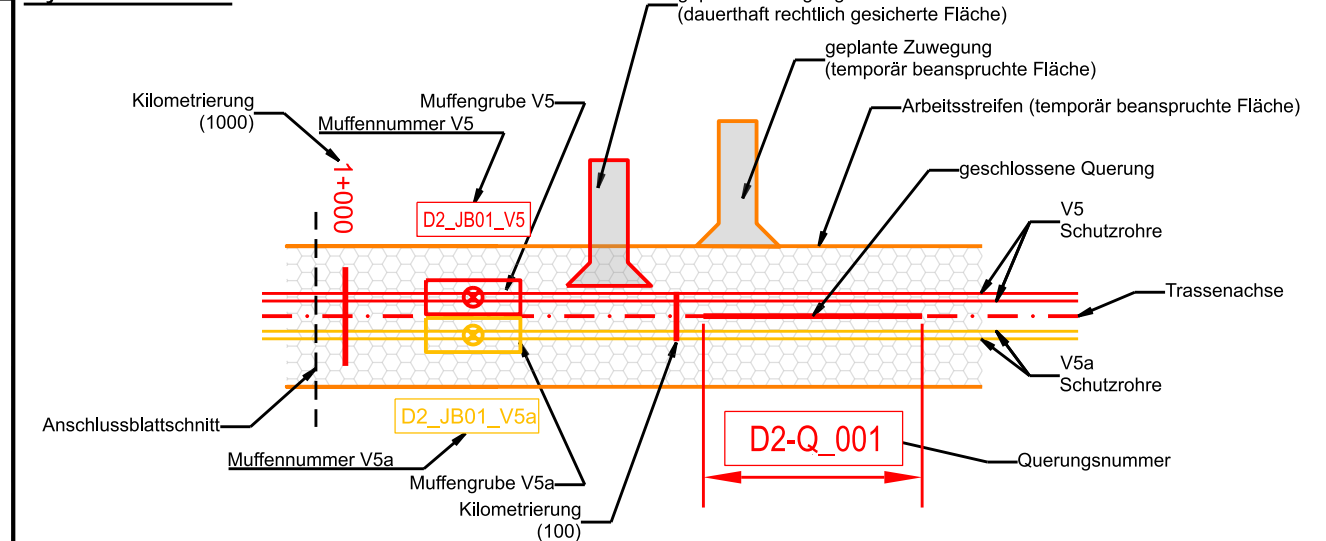 (dauerthaft rechtlich gesicherte Fläche)
geplante Zuwegung
(temporär beanspruchte Fläche)
Kilometrierung
(1000)
Muffengrube V5
Muffennummer V5
Arbeitsstreifen (temporär beanspruchte Fläche)
geschlossene Querung
1+000
D2_JB01_V5
V5
Schutzrohre
Trassenachse
V5a
Schutzrohre
Anschlussblattschnitt
D2_JB01_V5a
D2-Q_001
Muffennummer V5a
Querungsnummer
Muffengrube V5a
Kilometrierung
(100)